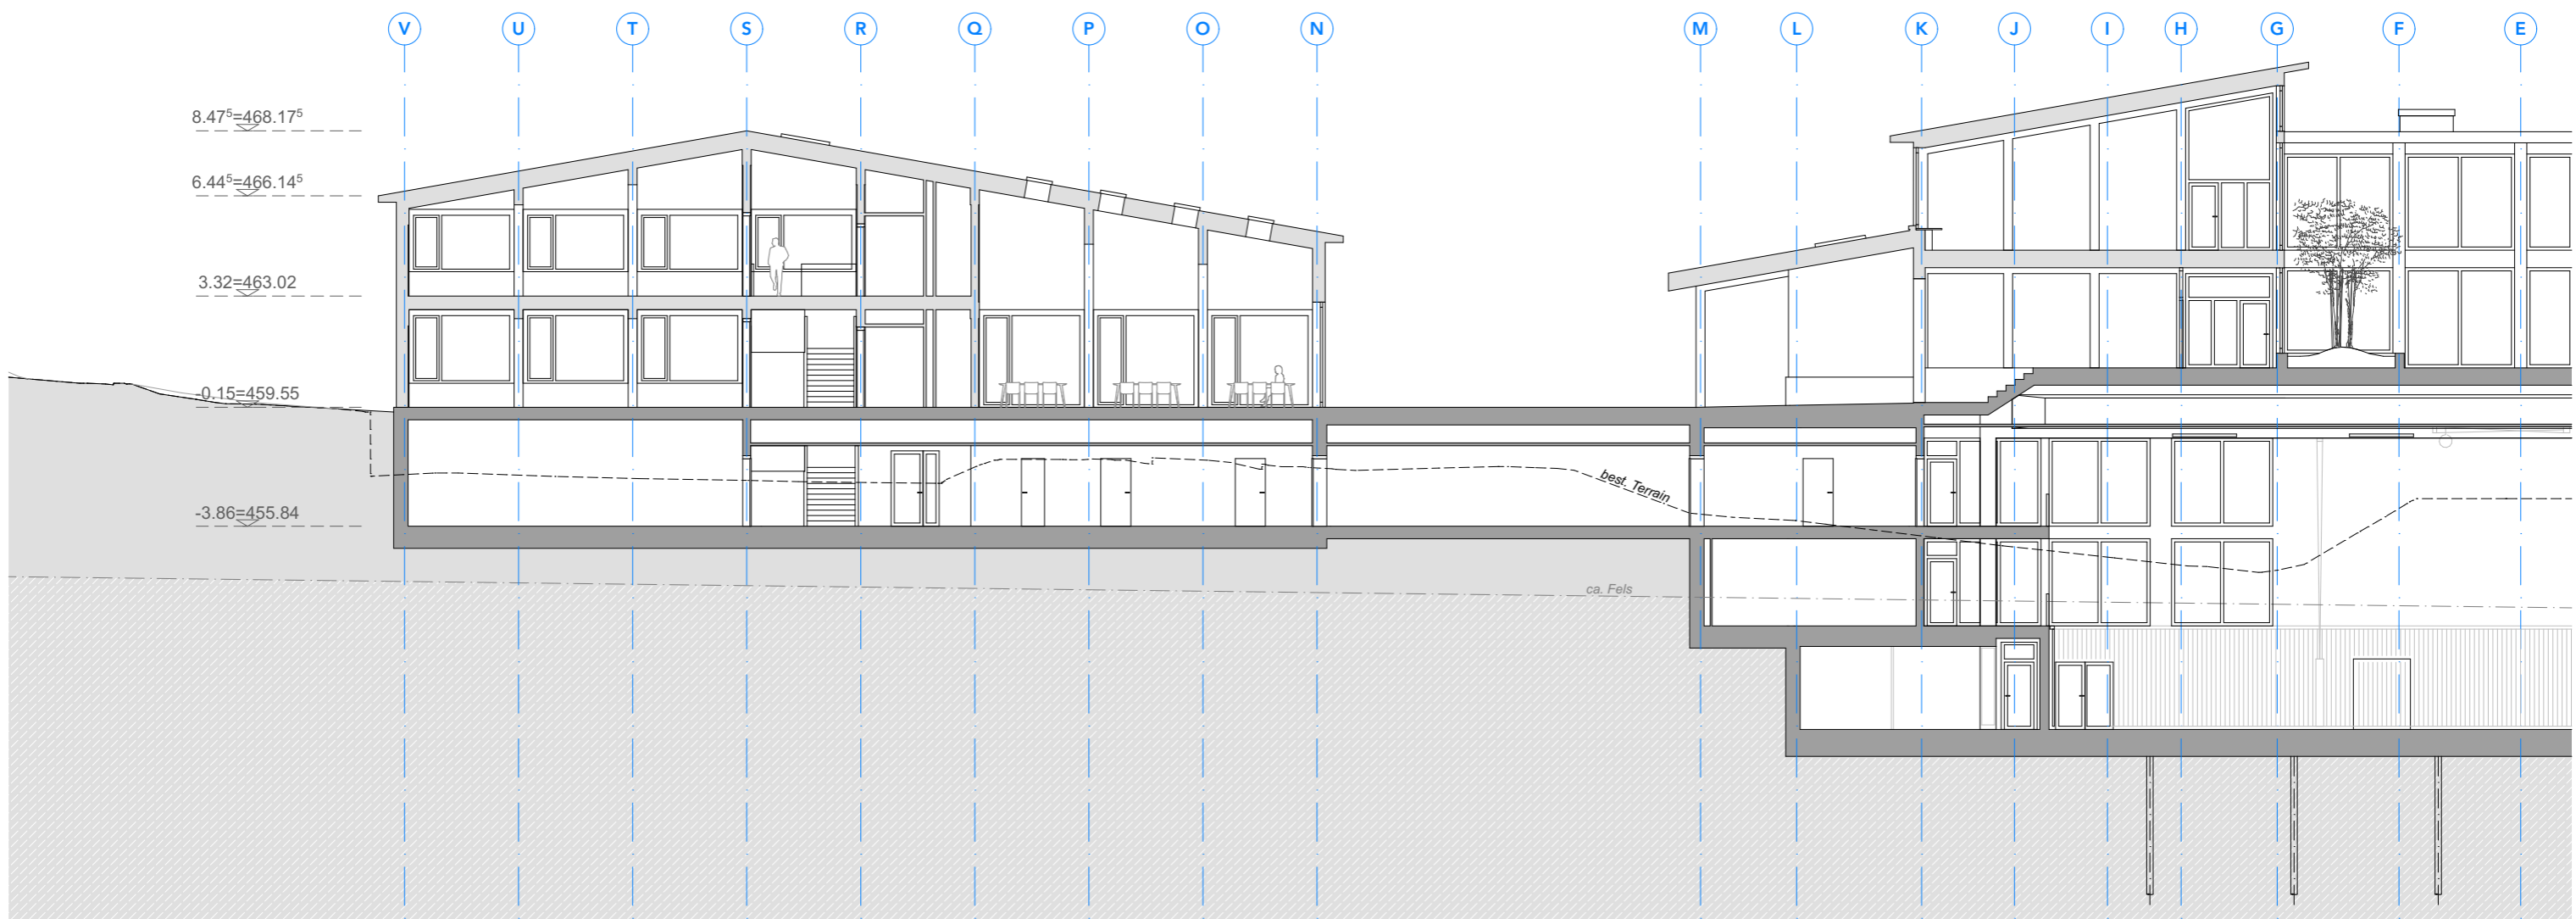 V U T S R Q P O N M L K J I H G F E
8.47⁵=468.17⁵
6.44⁵=466.14⁵
3.32=463.02
-0.15=459.55
best. Terrain
-3.86=455.84
ca. Fels